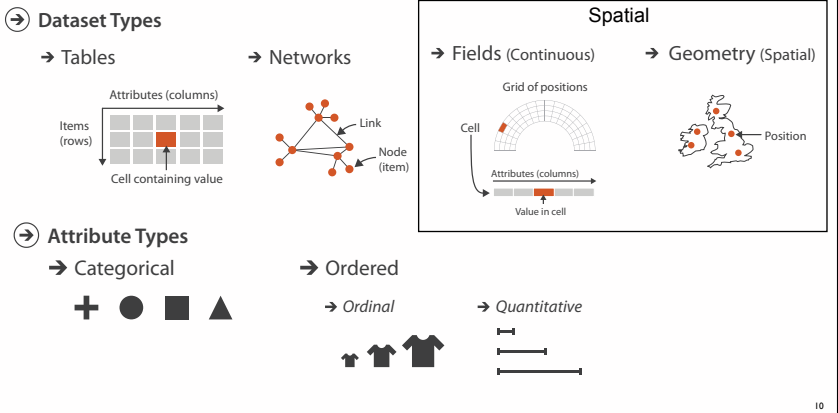 Dataset Types
Tables
Attributes (columns)
Items
(rows)
Cell containing value
Networks
Link
Node
(item)
Spatial
Fields (Continuous)
Grid of positions
Cell
Attributes (columns)
Value in cell
Geometry (Spatial)
Position
Attribute Types
Categorical
Ordered
Ordinal
Quantitative
10